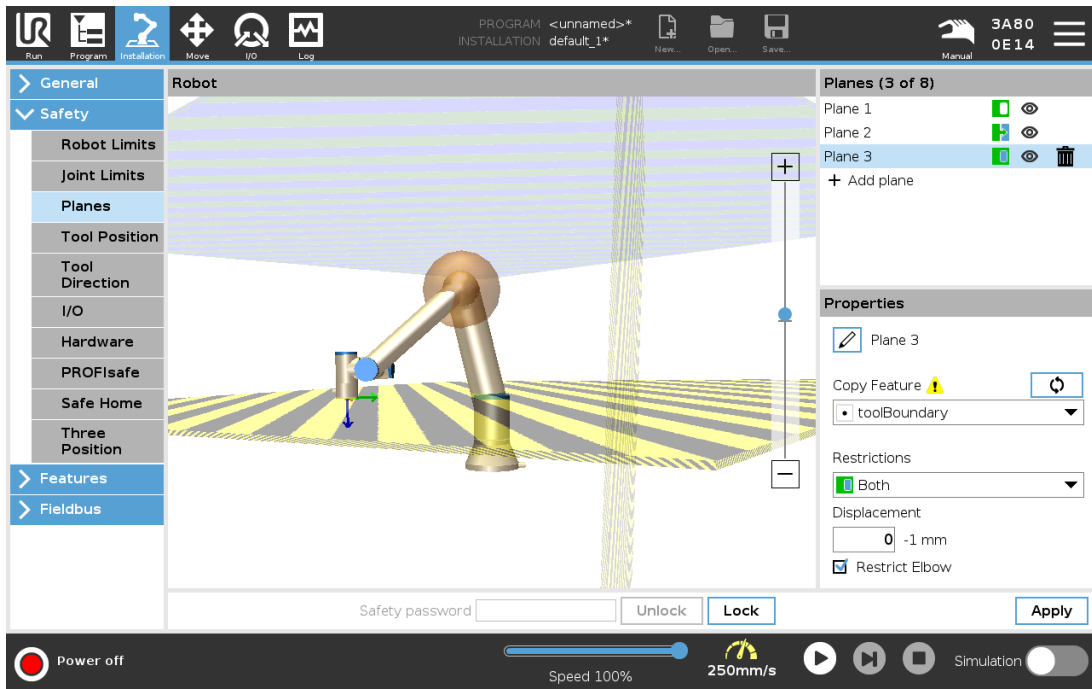 PROGRAM <unnamed>*
INSTALLATION default_1*
Run
Program
Installation
Move
I/O
Log
New...
Open...
Save...
Manual
3A80
0E14
General
Safety
Robot Limits
Joint Limits
Planes
Tool Position
Tool
Direction
I/O
Hardware
PROFIsafe
Safe Home
Three
Position
Features
Fieldbus
Robot
Planes (3 of 8)
Plane 1
Plane 2
Plane 3
+ Add plane
Properties
Plane 3
Copy Feature
toolBoundary
Restrictions
Both
Displacement
0 -1 mm
Restrict Elbow
Safety password
Unlock
Lock
Apply
Power off
Speed 100%
250mm/s
Simulation